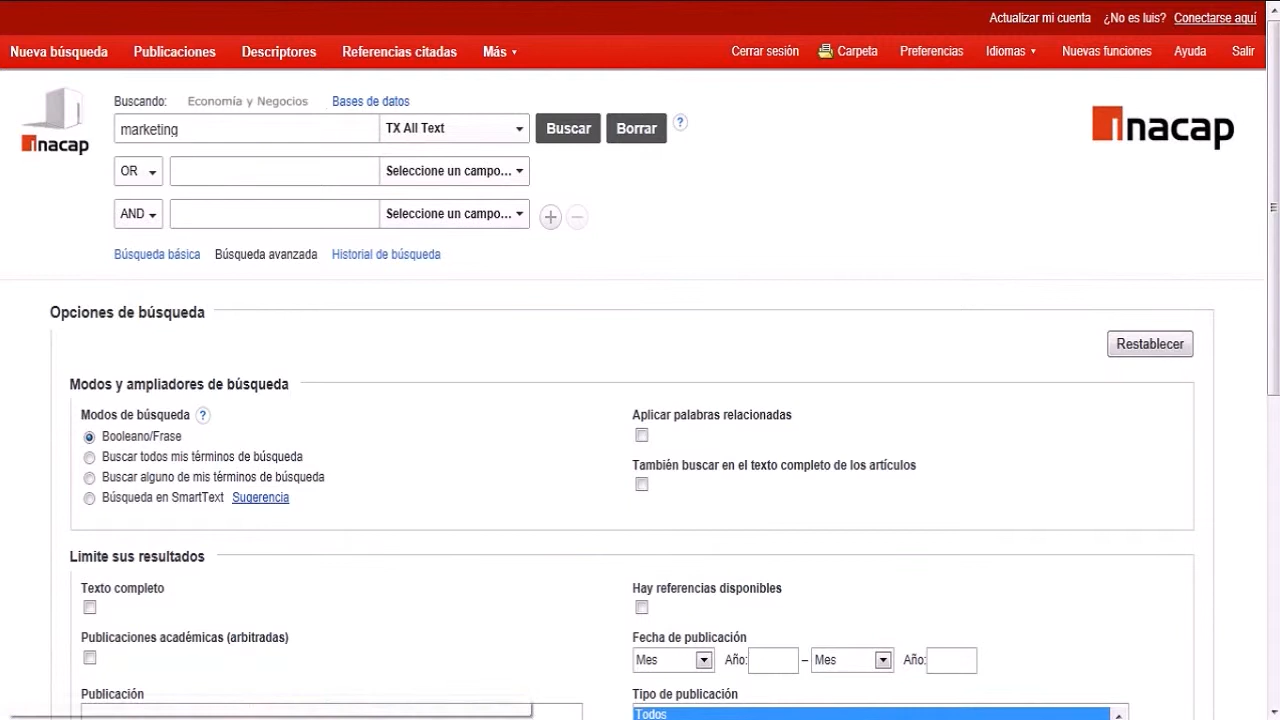 Actualizar mi cuenta ¿No es luis? Conectarse aquí
Nueva búsqueda Publicaciones Descriptores Referencias citadas Más Cerrar sesión Carpeta Preferencias Idiomas Nuevas funciones Ayuda Salir
inacap
Buscando: Economía y Negocios Bases de datos
marketing TX All Text Buscar Borrar ?
inacap
OR Seleccione un campo...
AND Seleccione un campo... + −
Búsqueda básica Búsqueda avanzada Historial de búsqueda
Opciones de búsqueda
Restablecer
Modos y ampliadores de búsqueda
Modos de búsqueda ? Aplicar palabras relacionadas
Booleano/Frase
Buscar todos mis términos de búsqueda También buscar en el texto completo de los artículos
Buscar alguno de mis términos de búsqueda
Búsqueda en SmartText Sugerencia
Limite sus resultados
Texto completo Hay referencias disponibles
Publicaciones académicas (arbitradas) Fecha de publicación
Mes Año: – Mes Año:
Publicación Tipo de publicación
Todos